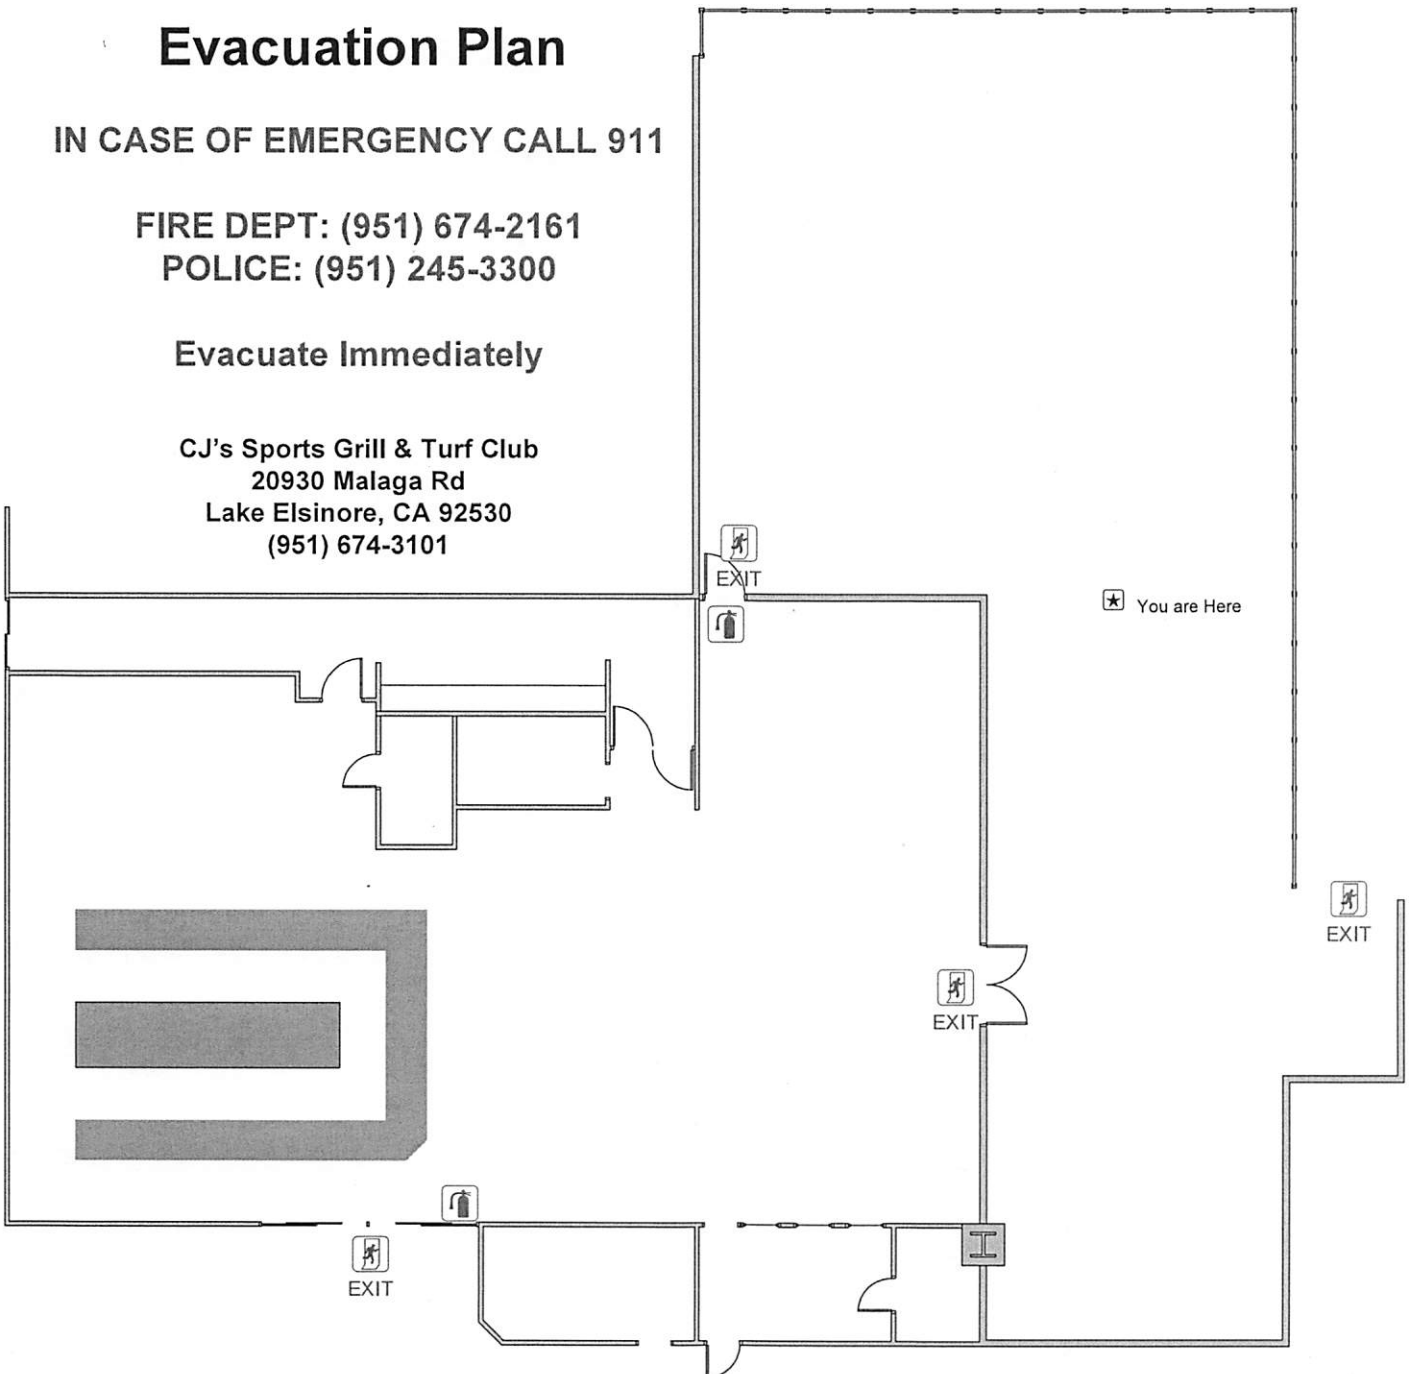 Evacuation Plan
IN CASE OF EMERGENCY CALL 911
FIRE DEPT: (951) 674-2161
POLICE: (951) 245-3300
Evacuate Immediately
CJ's Sports Grill & Turf Club
20930 Malaga Rd
Lake Elsinore, CA 92530
(951) 674-3101
EXIT
You are Here
EXIT
EXIT
EXIT